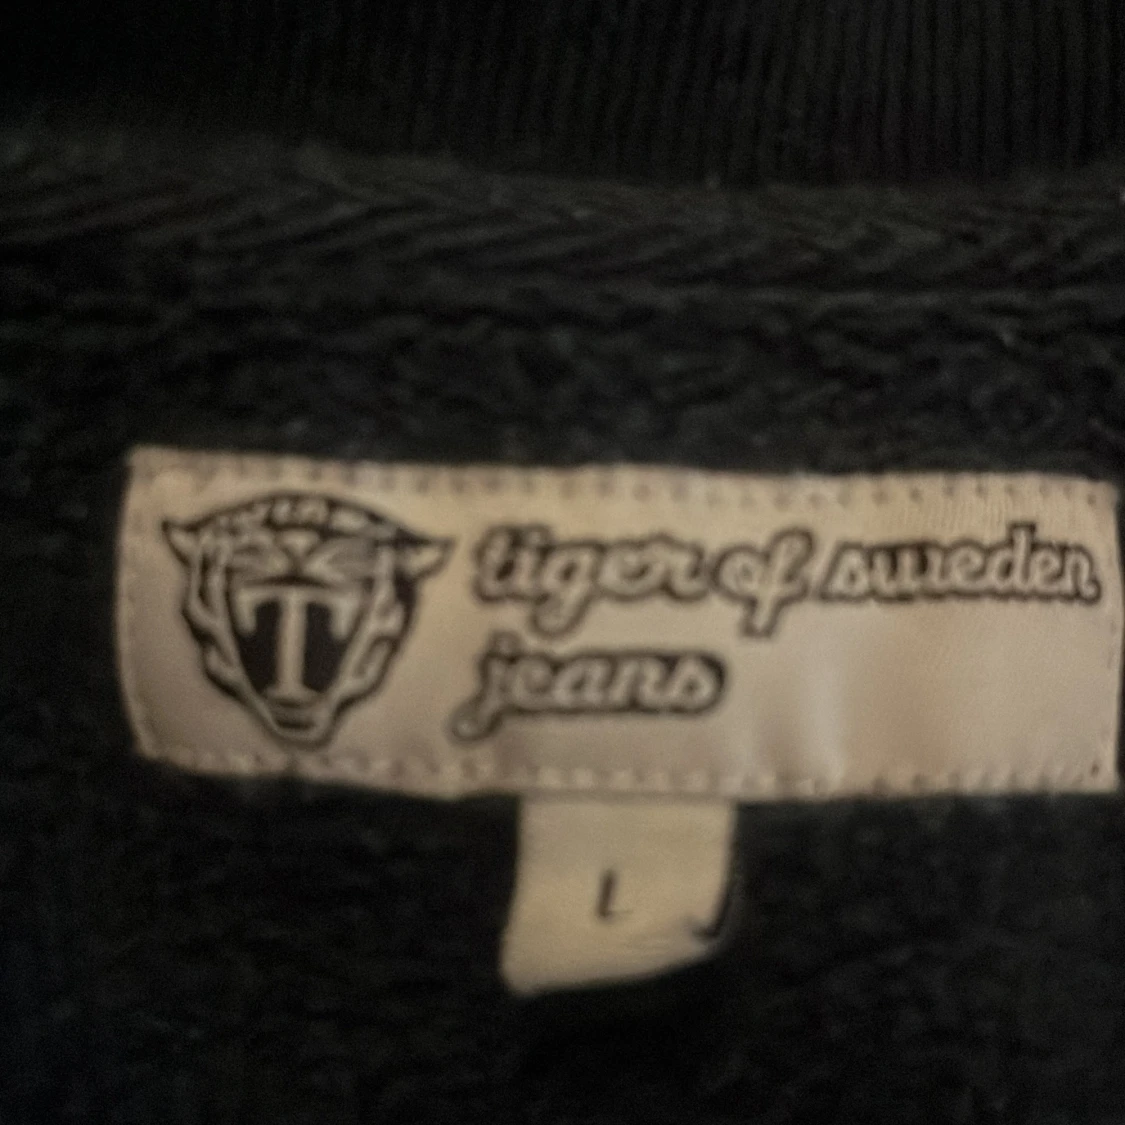 T
tiger of sweden
jeans
L